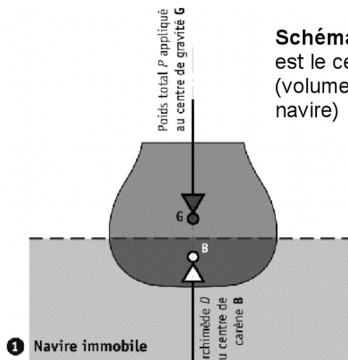 Poids total P appliqué
au centre de gravité G
Schéma
est le ce
(volume
navire)
G
B
rchimède D
u centre de
carène B
1 Navire immobile